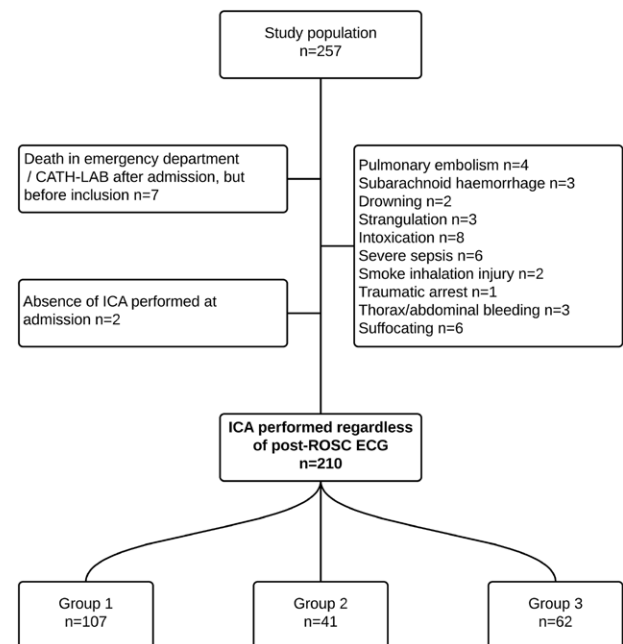 Study population
n=257
Death in emergency department
/ CATH-LAB after admission, but
before inclusion n=7
Pulmonary embolism n=4
Subarachnoid haemorrhage n=3
Drowning n=2
Strangulation n=3
Intoxication n=8
Severe sepsis n=6
Smoke inhalation injury n=2
Traumatic arrest n=1
Thorax/abdominal bleeding n=3
Suffocating n=6
Absence of ICA performed at
admission n=2
ICA performed regardless
of post-ROSC ECG
n=210
Group 1
n=107
Group 2
n=41
Group 3
n=62